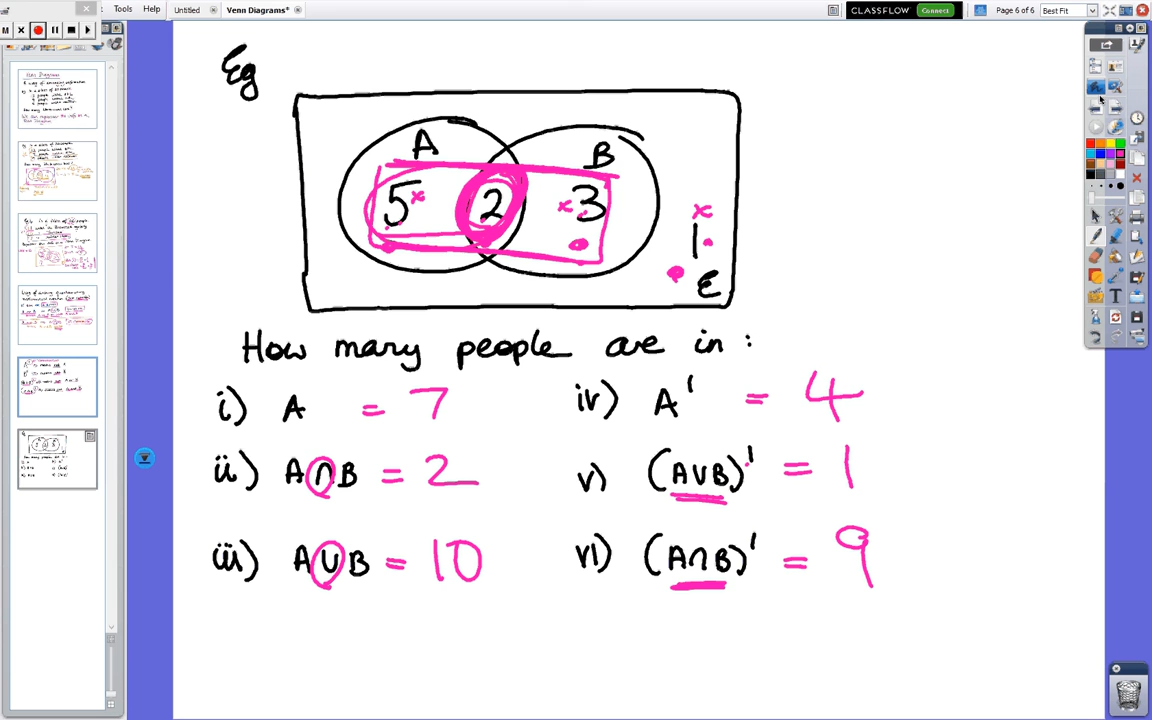 Tools Untitled Venn Diagrams* CLASSFLOW Connect Page 6 of 6 Best Fit
Eg
A
B
5 2 3
1
ℰ
How many people are in :
i) A = 7
iv) A' = 4
ii) A∩B = 2
v) (A∪B)' = 1
iii) A∪B = 10
vi) (A∩B)' = 9